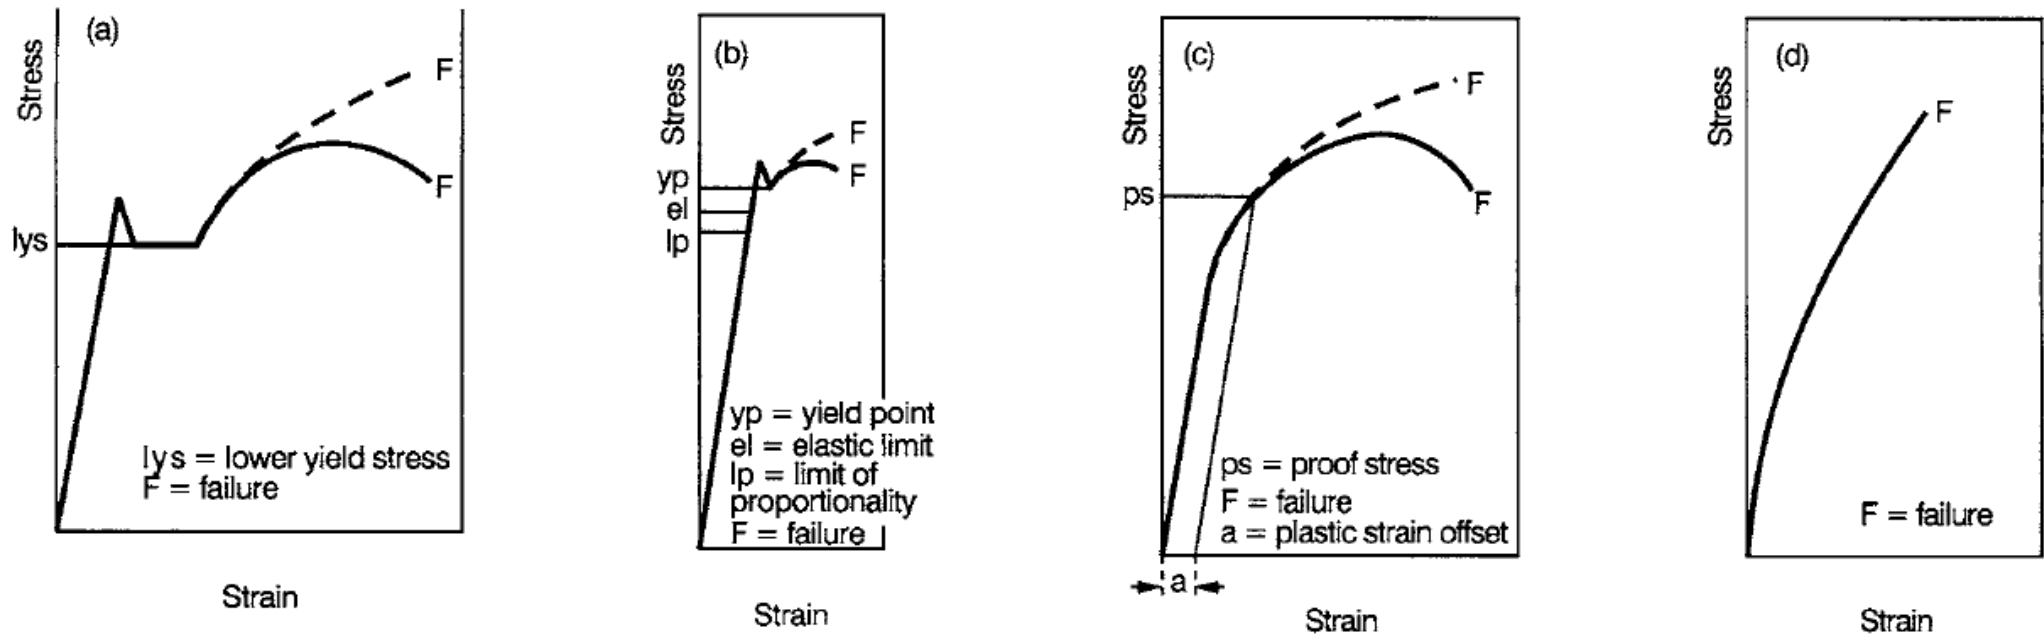 (a)
Stress
F
F
lys
lys = lower yield stress
F = failure
Strain
(b)
Stress
F
F
yp
el
lp
yp = yield point
el = elastic limit
lp = limit of
proportionality
F = failure
Strain
(c)
Stress
F
F
ps
ps = proof stress
F = failure
a = plastic strain offset
a
Strain
(d)
Stress
F
F = failure
Strain